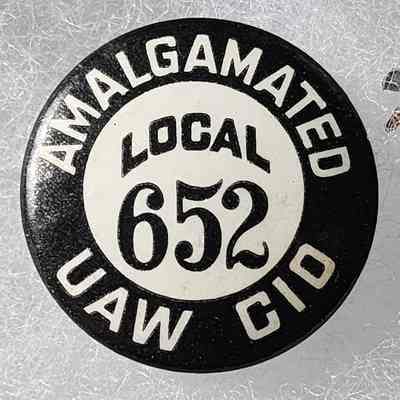 AMALGAMATED
LOCAL
652
UAW CIO